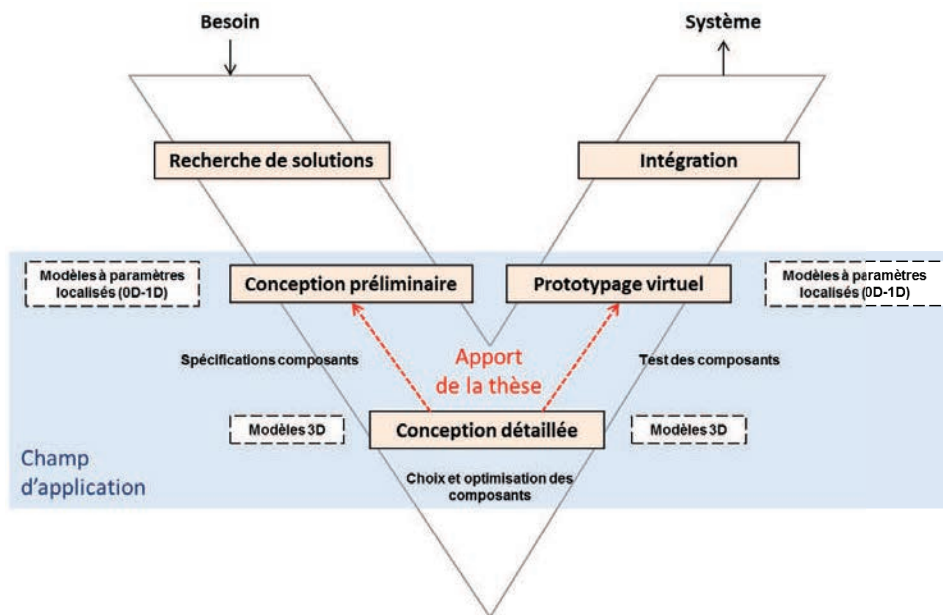 Besoin
Système
Recherche de solutions
Intégration
Modèles à paramètres
localisés (0D-1D)
Conception préliminaire
Prototypage virtuel
Modèles à paramètres
localisés (0D-1D)
Spécifications composants
Apport
de la thèse
Test des composants
Modèles 3D
Conception détaillée
Modèles 3D
Champ
d'application
Choix et optimisation des
composants